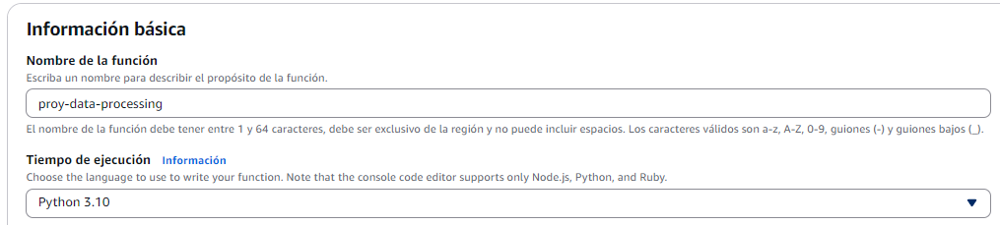 Información básica
Nombre de la función
Escriba un nombre para describir el propósito de la función.
proy-data-processing
El nombre de la función debe tener entre 1 y 64 caracteres, debe ser exclusivo de la región y no puede incluir espacios. Los caracteres válidos son a-z, A-Z, 0-9, guiones (-) y guiones bajos (_).
Tiempo de ejecución Información
Choose the language to use to write your function. Note that the console code editor supports only Node.js, Python, and Ruby.
Python 3.10